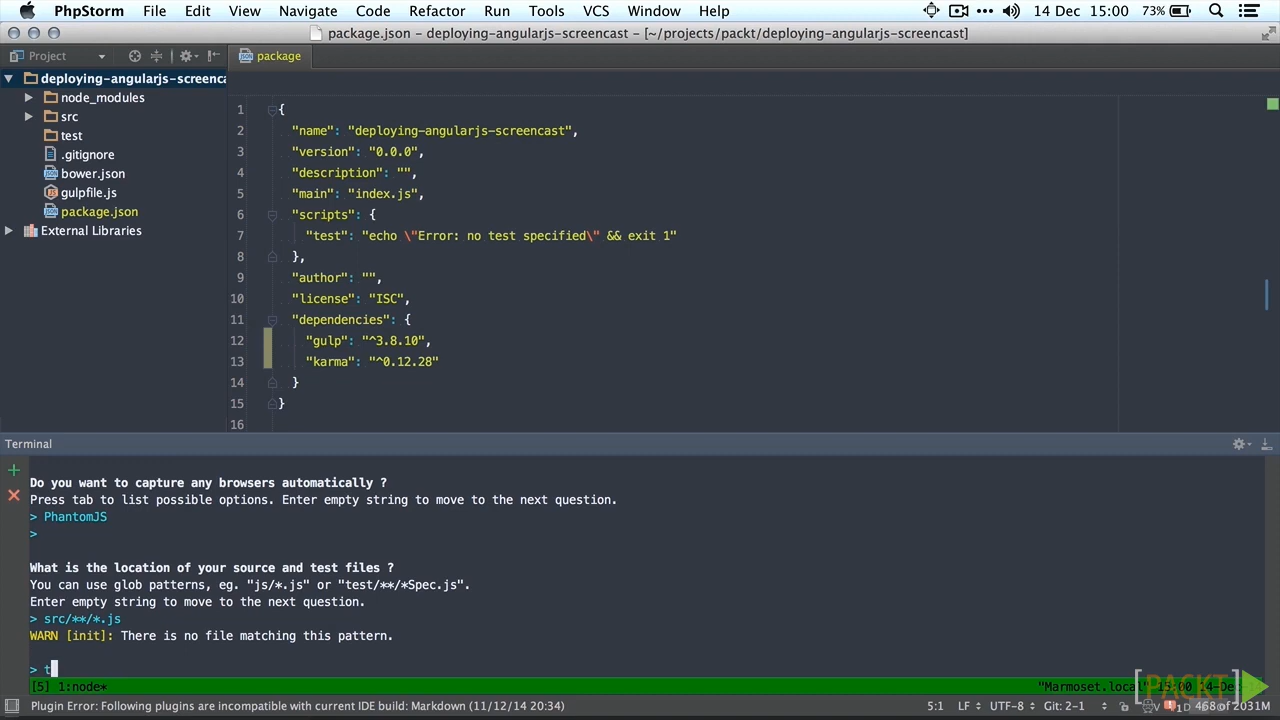 PhpStorm File Edit View Navigate Code Refactor Run Tools VCS Window Help 14 Dec 15:00 73%
package.json - deploying-angularjs-screencast - [~/projects/packt/deploying-angularjs-screencast]
Project
package
deploying-angularjs-screenca
node_modules
src
test
.gitignore
bower.json
gulpfile.js
package.json
External Libraries
1 {
2 "name": "deploying-angularjs-screencast",
3 "version": "0.0.0",
4 "description": "",
5 "main": "index.js",
6 "scripts": {
7 "test": "echo \"Error: no test specified\" && exit 1"
8 },
9 "author": "",
10 "license": "ISC",
11 "dependencies": {
12 "gulp": "^3.8.10",
13 "karma": "^0.12.28"
14 }
15 }
16
Terminal
Do you want to capture any browsers automatically ?
Press tab to list possible options. Enter empty string to move to the next question.
> PhantomJS
>
What is the location of your source and test files ?
You can use glob patterns, eg. "js/*.js" or "test/**/*Spec.js".
Enter empty string to move to the next question.
> src/**/*.js
WARN [init]: There is no file matching this pattern.
> t
[5] 1:node* "Marmoset.local" 15:00
[PACKT]
Plugin Error: Following plugins are incompatible with current IDE build: Markdown (11/12/14 20:34) 5:1 LF UTF-8 Git: 2-1 468 of 2031M